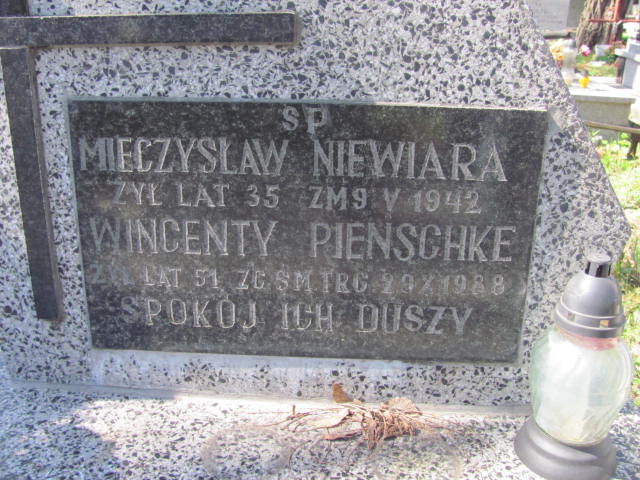 SP
MIECZYSŁAW NIEWIARA
ŻYŁ LAT 35 ZM 9 V 1942
WINCENTY PIENSCHKE
ŻYŁ LAT 51 ZG. ŚM. TRG. 29 X 1988
SPOKÓJ ICH DUSZY